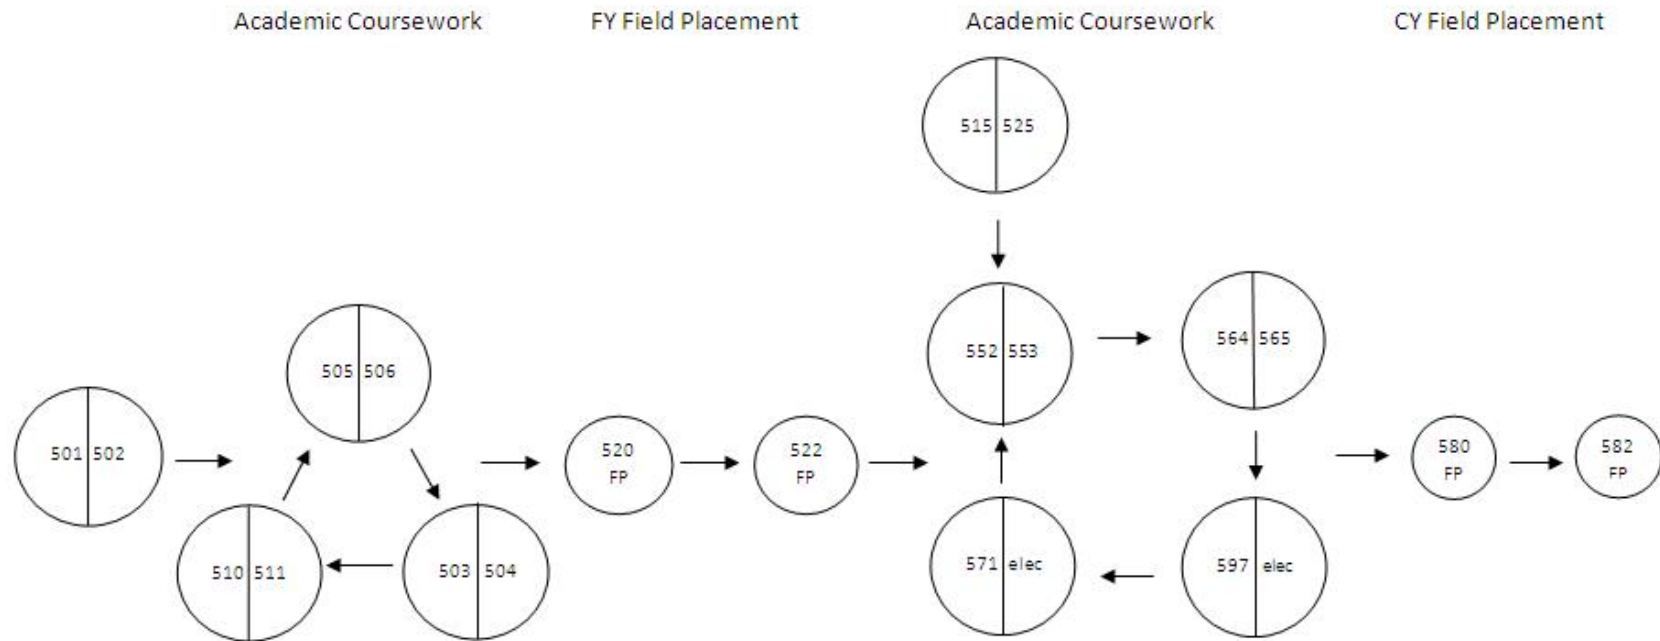 Academic Coursework
FY Field Placement
Academic Coursework
CY Field Placement
515 525
552 553
564 565
505 506
501 502
520
FP
522
FP
580
FP
582
FP
510 511
503 504
571 elec
597 elec